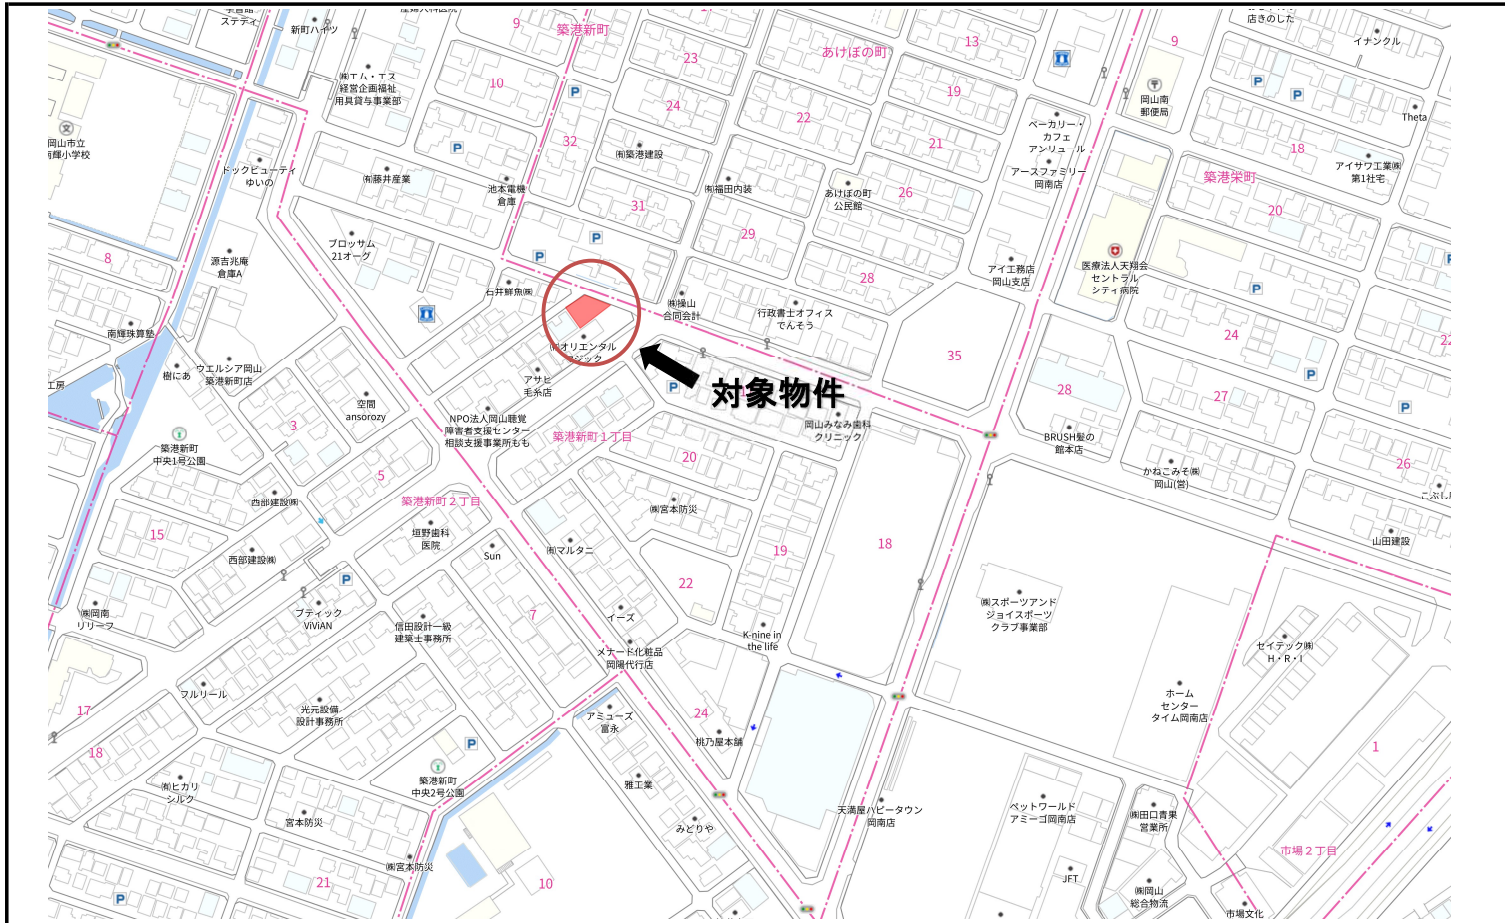 ステディ
新町ハイツ
9
築港新町
23
あけぼの町
13
店きのした
9
イナンクル
㈱エム・エス
経営企画福祉
用具貸与事業部
10
24
22
19
岡山南
郵便局
Theta
岡山市立
南輝小学校
32
㈲築港建設
21
ベーカリー・
カフェ
アンリュール
18
アイサワ工業㈱
第1社宅
ドックビューティ
ゆいの
㈲藤井産業
池本電機
倉庫
㈲福田内装
あけぼの町
公民館
26
アースファミリー
岡南店
築港栄町
20
31
29
ブロッサム
21オーグ
8
源吉兆庵
倉庫A
28
アイ工務店
岡山支店
医療法人天翔会
セントラル
シティ病院
石井鮮魚㈱
㈱操山
合同会計
行政書士オフィス
でんそう
南輝珠算塾
㈲オリエンタル
35
24
22
樹にあ
ウエルシア岡山
築港新町店
アサヒ
毛糸店
対象物件
28
27
工房
空間
ansorozy
3
NPO法人岡山聴覚
障害者支援センター
相談支援事業所もも
築港新町1丁目
岡山みなみ歯科
クリニック
BRUSH髪の
館本店
築港新町
中央1号公園
20
26
かねこみそ㈱
岡山(営)
5
西部建設㈱
築港新町2丁目
㈱宮本防災
15
垣野歯科
医院
Sun
㈲マルタニ
19
18
山田建設
西部建設㈱
22
㈱岡南
リリーフ
ブティック
ViViAN
信田設計一級
建築士事務所
7
イーズ
K-nine in
the life
㈱スポーツアンド
ジョイスポーツ
クラブ事業部
セイテック㈱
H・R・I
メナード化粧品
岡陽代行店
フルリール
17
光元設備
設計事務所
アミューズ
富永
24
桃乃屋本舗
ホーム
センター
タイム岡南店
1
18
㈲ヒカリ
シルク
築港新町
中央2号公園
雅工業
宮本防災
みどりや
天満屋ハピータウン
岡南店
ペットワールド
アミーゴ岡南店
㈱田口青果
営業所
㈱宮本防災
21
10
JFT
㈱岡山
総合物流
市場2丁目
市場文化